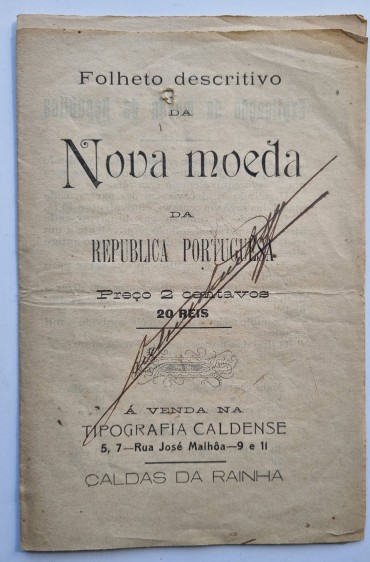 Folheto descritivo
DA
Nova moeda
DA
REPUBLICA PORTUGUESA
Preço 2 centavos
20 REIS
Á VENDA NA
TIPOGRAFIA CALDENSE
5, 7—Rua José Malhôa—9 e 11
CALDAS DA RAINHA